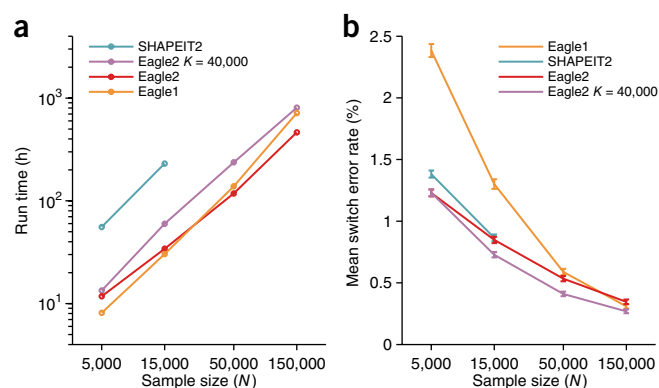 a
SHAPEIT2
Eagle2 K = 40,000
Eagle2
Eagle1
Run time (h)
10³
10²
10¹
5,000 15,000 50,000 150,000
Sample size (N)
b
Eagle1
SHAPEIT2
Eagle2
Eagle2 K = 40,000
Mean switch error rate (%)
2.5
2
1.5
1
0.5
0
5,000 15,000 50,000 150,000
Sample size (N)